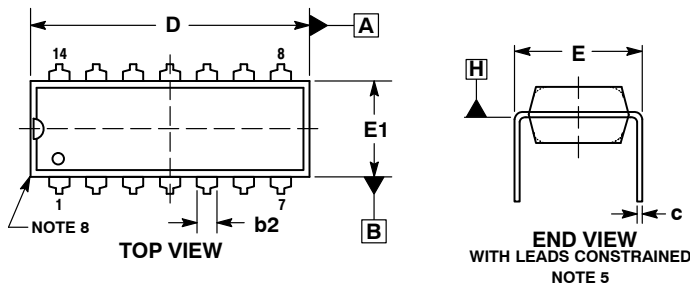 D
A
14
8
E1
1
7
NOTE 8
b2
B
TOP VIEW
E
H
c
END VIEW
WITH LEADS CONSTRAINED
NOTE 5